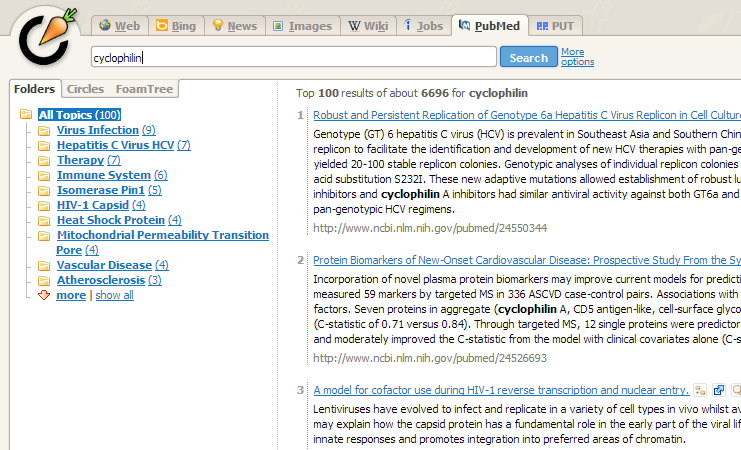 Web Bing News Images Wiki Jobs PubMed PUT
cyclophilin Search More options
Folders Circles FoamTree
All Topics (100)
Virus Infection (9)
Hepatitis C Virus HCV (7)
Therapy (7)
Immune System (6)
Isomerase Pin1 (5)
HIV-1 Capsid (4)
Heat Shock Protein (4)
Mitochondrial Permeability Transition
Pore (4)
Vascular Disease (4)
Atherosclerosis (3)
more | show all
Top 100 results of about 6696 for cyclophilin
1 Robust and Persistent Replication of Genotype 6a Hepatitis C Virus Replicon in Cell Culture
Genotype (GT) 6 hepatitis C virus (HCV) is prevalent in Southeast Asia and Southern Chin
replicon to facilitate the identification and development of new HCV therapies with pan-ge
yielded 20-100 stable replicon colonies. Genotypic analyses of individual replicon colonies
acid substitution S232I. These new adaptive mutations allowed establishment of robust lu
inhibitors and cyclophilin A inhibitors had similar antiviral activity against both GT6a and
pan-genotypic HCV regimens.
http://www.ncbi.nlm.nih.gov/pubmed/24550344
2 Protein Biomarkers of New-Onset Cardiovascular Disease: Prospective Study From the Sy
Incorporation of novel plasma protein biomarkers may improve current models for predicti
measured 59 markers by targeted MS in 336 ASCVD case-control pairs. Associations with
factors. Seven proteins in aggregate (cyclophilin A, CD5 antigen-like, cell-surface glyco
(C-statistic of 0.71 versus 0.84). Through targeted MS, 12 single proteins were predictor
and moderately improved the C-statistic from the model with clinical covariates alone (C-s
http://www.ncbi.nlm.nih.gov/pubmed/24526693
3 A model for cofactor use during HIV-1 reverse transcription and nuclear entry.
Lentiviruses have evolved to infect and replicate in a variety of cell types in vivo whilst av
may explain how the capsid protein has a fundamental role in the early part of the viral lif
innate responses and promotes integration into preferred areas of chromatin.